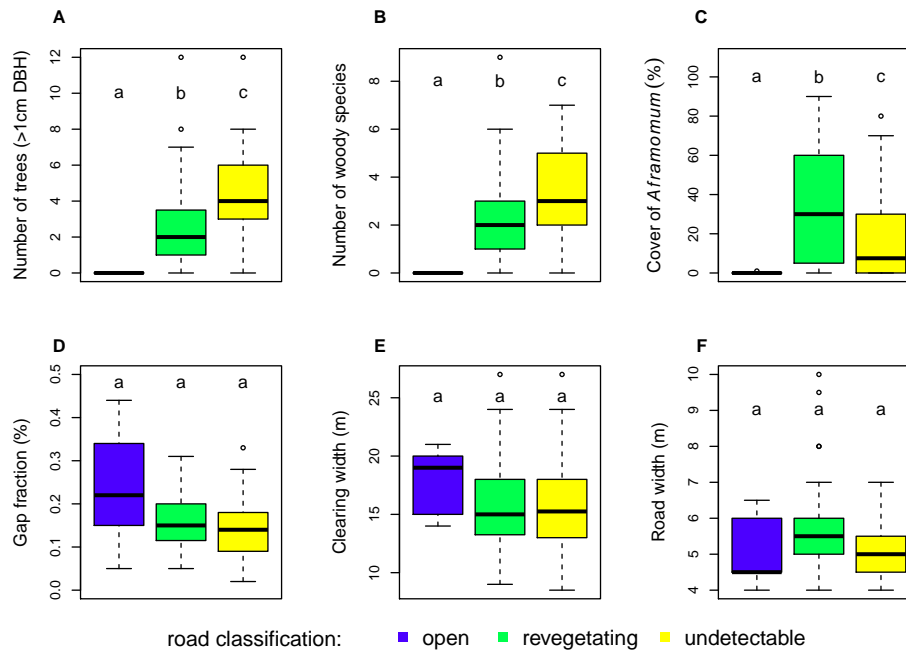 A
Number of trees (>1cm DBH)
12
10
8
6
4
2
0
a b c
B
Number of woody species
8
6
4
2
0
a b c
C
Cover of Aframomum (%)
100
80
60
40
20
0
a b c
D
Gap fraction (%)
0.5
0.4
0.3
0.2
0.1
0.0
a a a
E
Clearing width (m)
25
20
15
10
a a a
F
Road width (m)
10
9
8
7
6
5
4
a a a
road classification: open revegetating undetectable